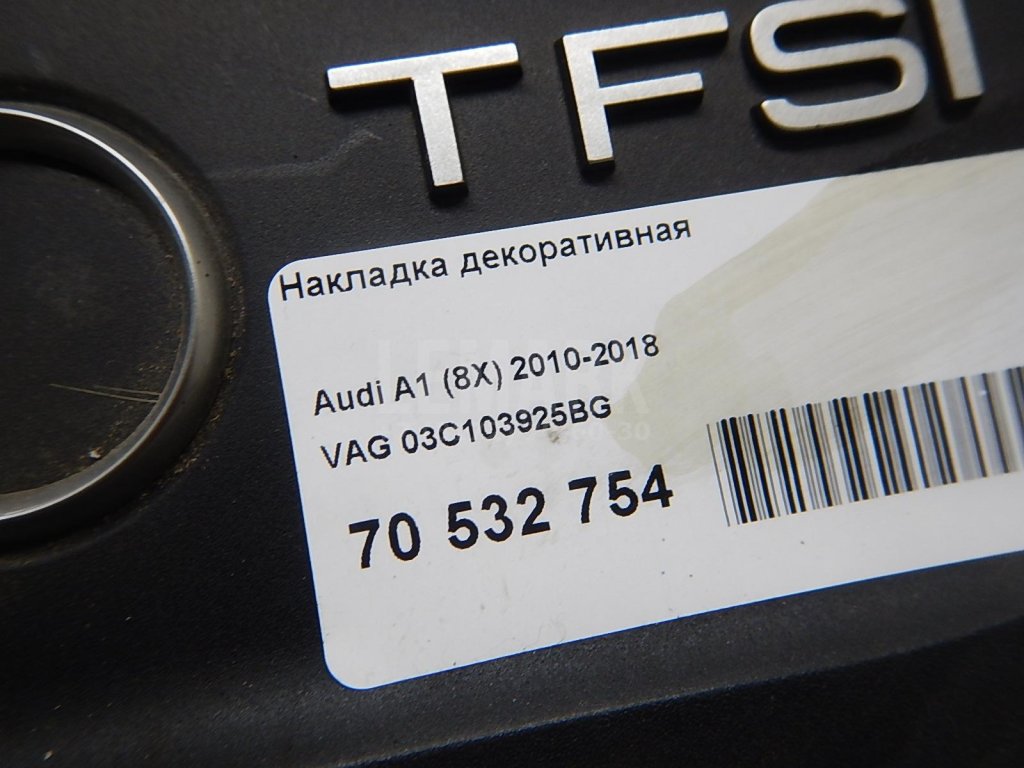 TFSI
Накладка декоративная
Audi A1 (8X) 2010-2018
VAG 03C103925BG
70 532 754